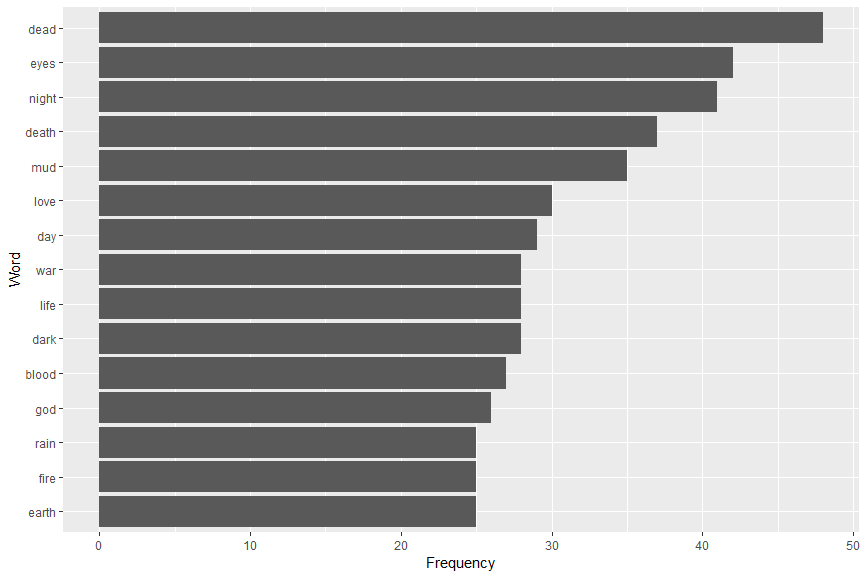 dead
eyes
night
death
mud
love
day
war
life
dark
blood
god
rain
fire
earth
Word
0 10 20 30 40 50
Frequency